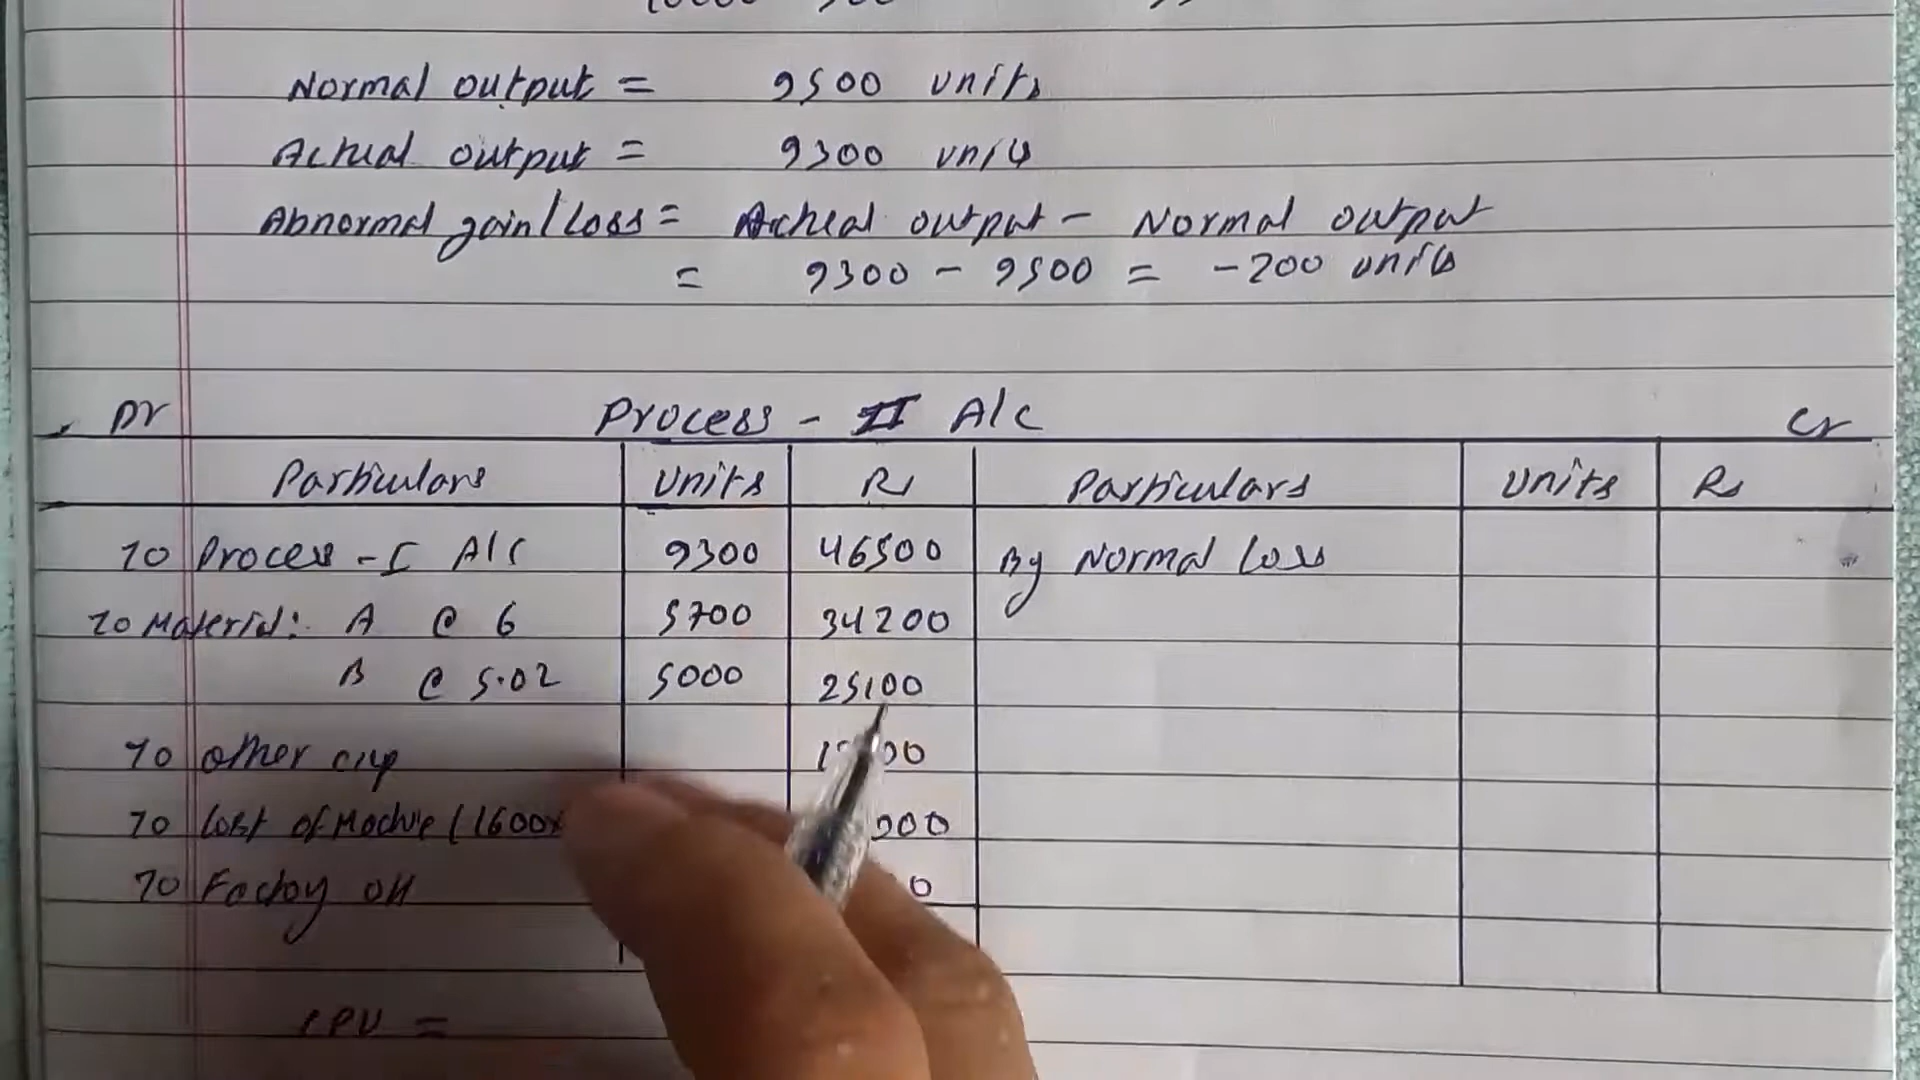 Normal output = 9500 units
Actual output = 9300 units
Abnormal gain/Loss = Actual output - Normal output
= 9300 - 9500 = -200 units
Dr Process - II A/c Cr
Particulars Units Rs Particulars Units Rs
To Process - I A/c 9300 46500 By Normal Loss
To Material: A @ 6 5700 34200
B @ 5.02 5000 25100
To other exp
To Cost of Machine (1600x
To Factory OH
CPU =